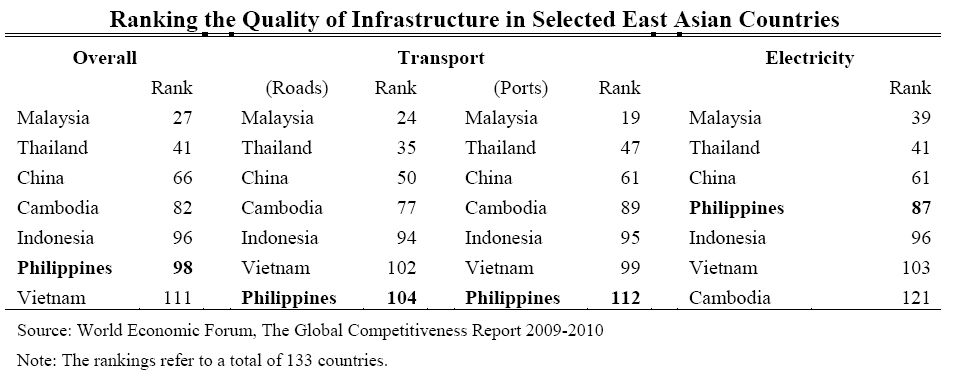 Ranking the Quality of Infrastructure in Selected East Asian Countries
Overall Transport Electricity
Rank (Roads) Rank (Ports) Rank Rank
Malaysia 27 Malaysia 24 Malaysia 19 Malaysia 39
Thailand 41 Thailand 35 Thailand 47 Thailand 41
China 66 China 50 China 61 China 61
Cambodia 82 Cambodia 77 Cambodia 89 Philippines 87
Indonesia 96 Indonesia 94 Indonesia 95 Indonesia 96
Philippines 98 Vietnam 102 Vietnam 99 Vietnam 103
Vietnam 111 Philippines 104 Philippines 112 Cambodia 121
Source: World Economic Forum, The Global Competitiveness Report 2009-2010
Note: The rankings refer to a total of 133 countries.